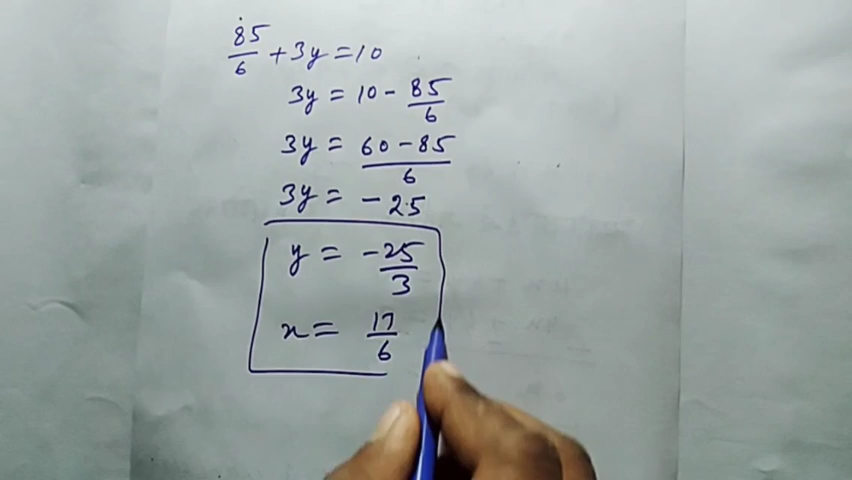 85/6 + 3y = 10
3y = 10 - 85/6
3y = 60 - 85/6
3y = -25
y = -25/3
x = 17/6